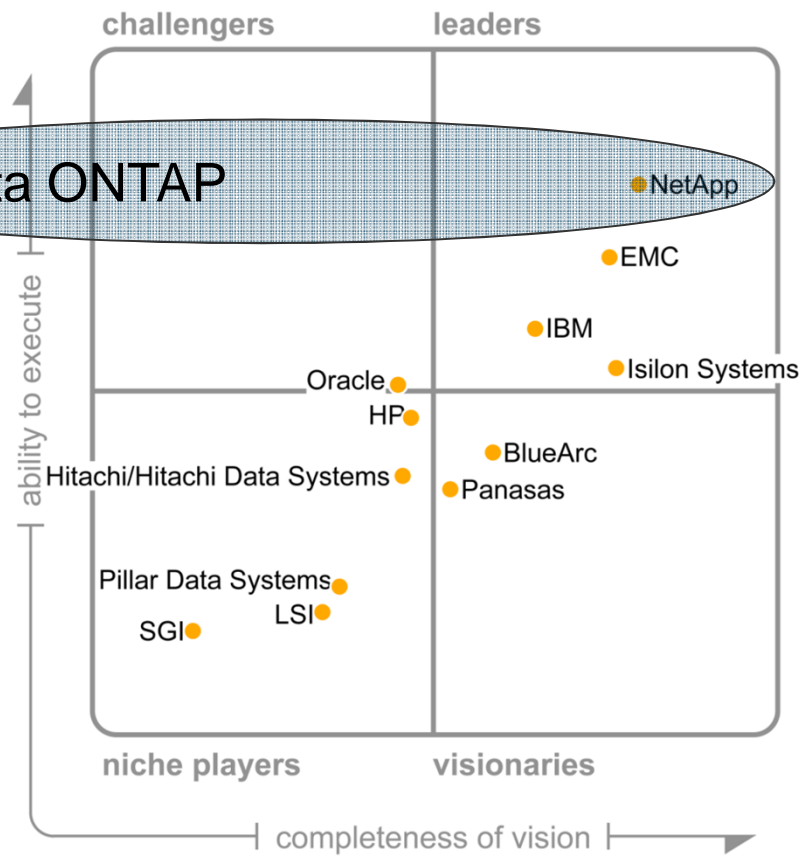 challengers
leaders
ta ONTAP
NetApp
EMC
IBM
Isilon Systems
Oracle
HP
BlueArc
Hitachi/Hitachi Data Systems
Panasas
Pillar Data Systems
LSI
SGI
ability to execute
niche players
visionaries
completeness of vision